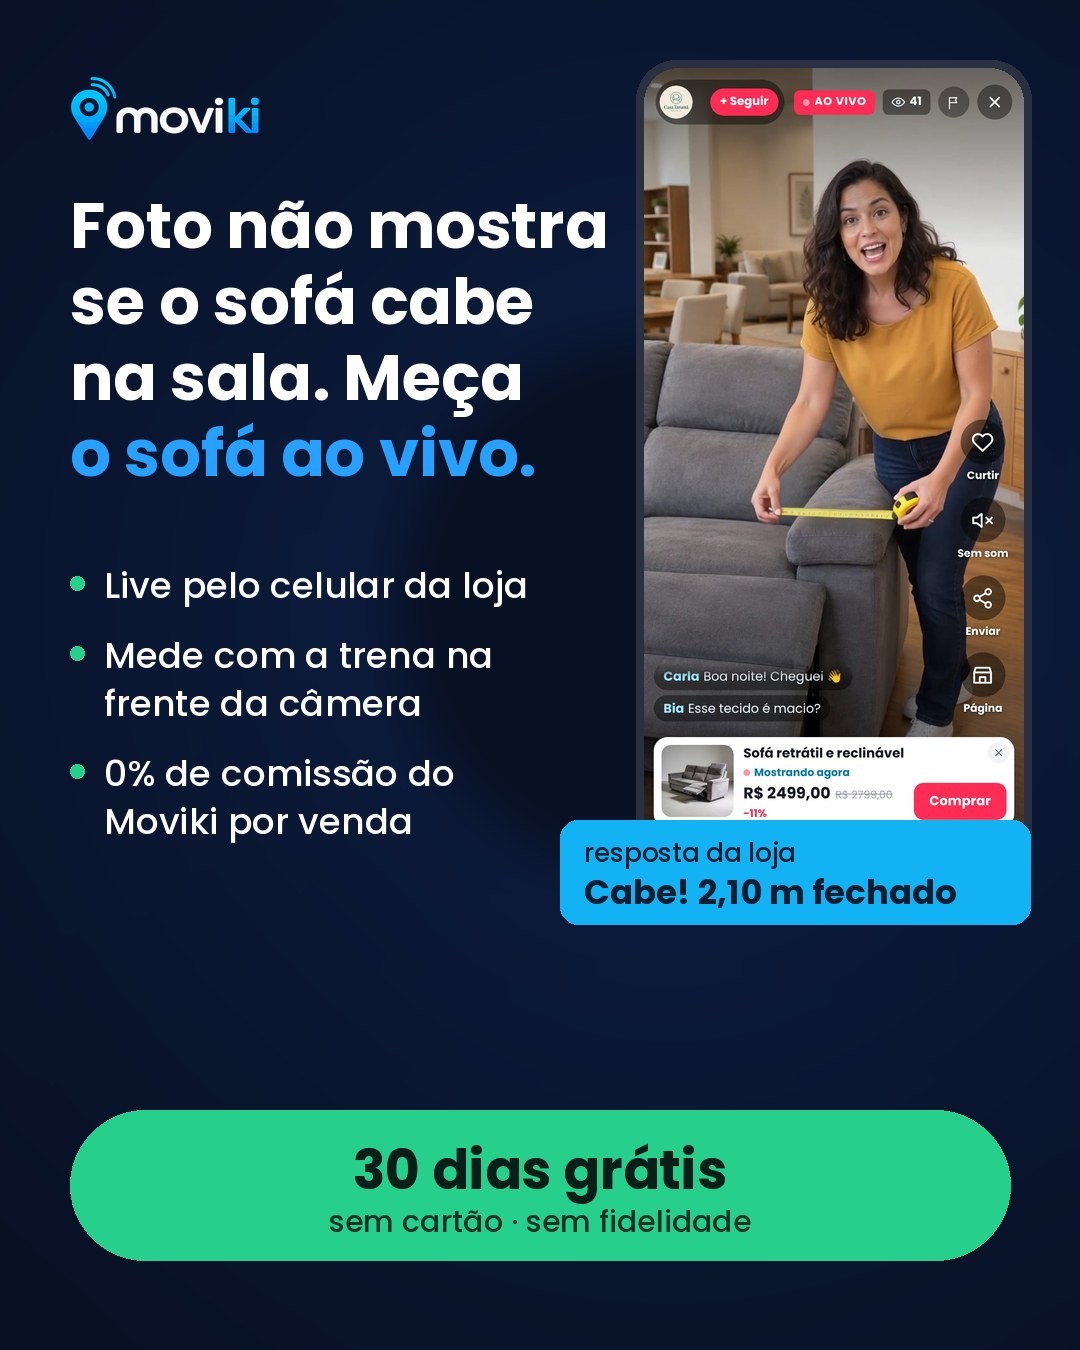 moviki
Foto não mostra
se o sofá cabe
na sala. Meça
o sofá ao vivo.
Live pelo celular da loja
Mede com a trena na
frente da câmera
0% de comissão do
Moviki por venda
+ Seguir
AO VIVO
41
Curtir
Sem som
Enviar
Página
Carla Boa noite! Cheguei 👋
Bia Esse tecido é macio?
Sofá retrátil e reclinável
Mostrando agora
R$ 2499,00 R$ 2799,00
-11%
Comprar
resposta da loja
Cabe! 2,10 m fechado
30 dias grátis
sem cartão · sem fidelidade